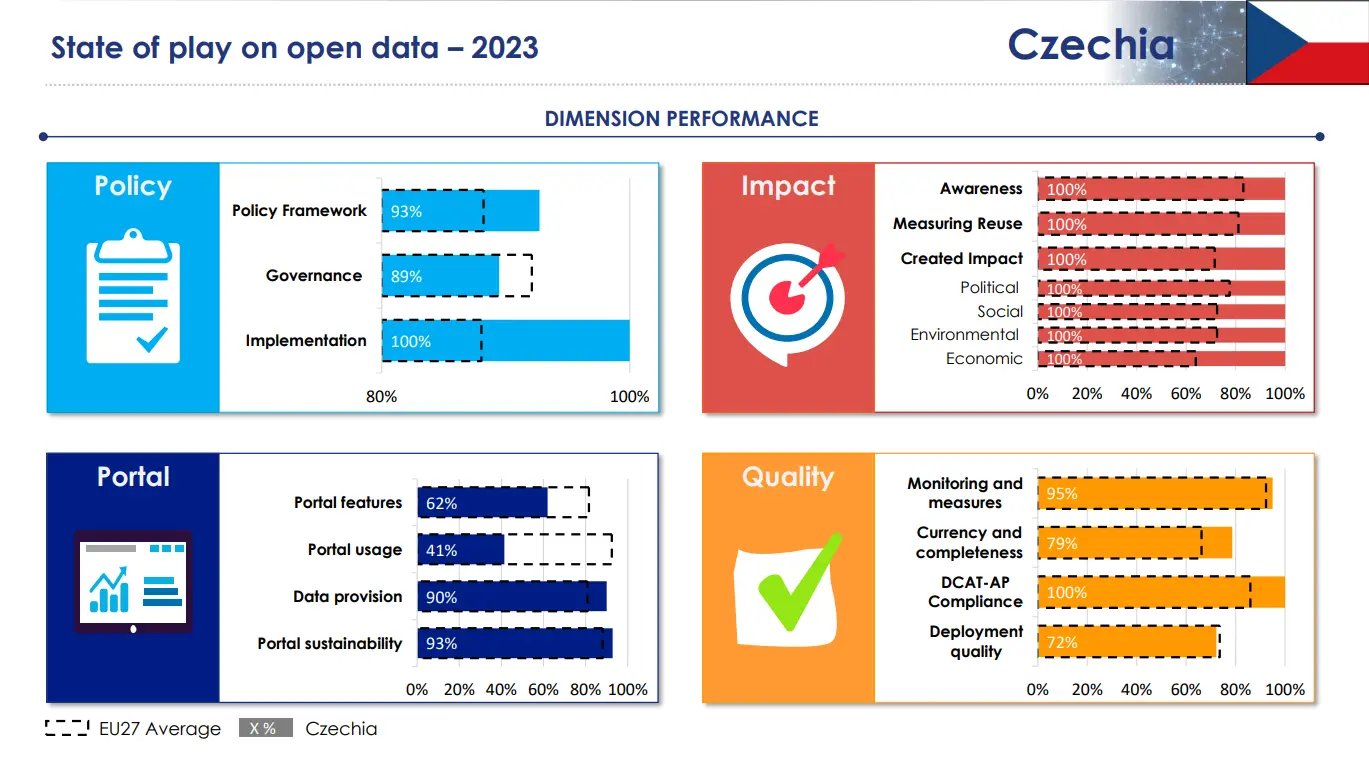 State of play on open data – 2023
Czechia
DIMENSION PERFORMANCE
Policy
Policy Framework
93%
Governance
89%
Implementation
100%
80%
100%
Impact
Awareness
100%
Measuring Reuse
100%
Created Impact
100%
Political
100%
Social
100%
Environmental
100%
Economic
100%
0% 20% 40% 60% 80% 100%
Portal
Portal features
62%
Portal usage
41%
Data provision
90%
Portal sustainability
93%
0% 20% 40% 60% 80% 100%
Quality
Monitoring and
measures
95%
Currency and
completeness
79%
DCAT-AP
Compliance
100%
Deployment
quality
72%
0% 20% 40% 60% 80% 100%
EU27 Average
X %
Czechia